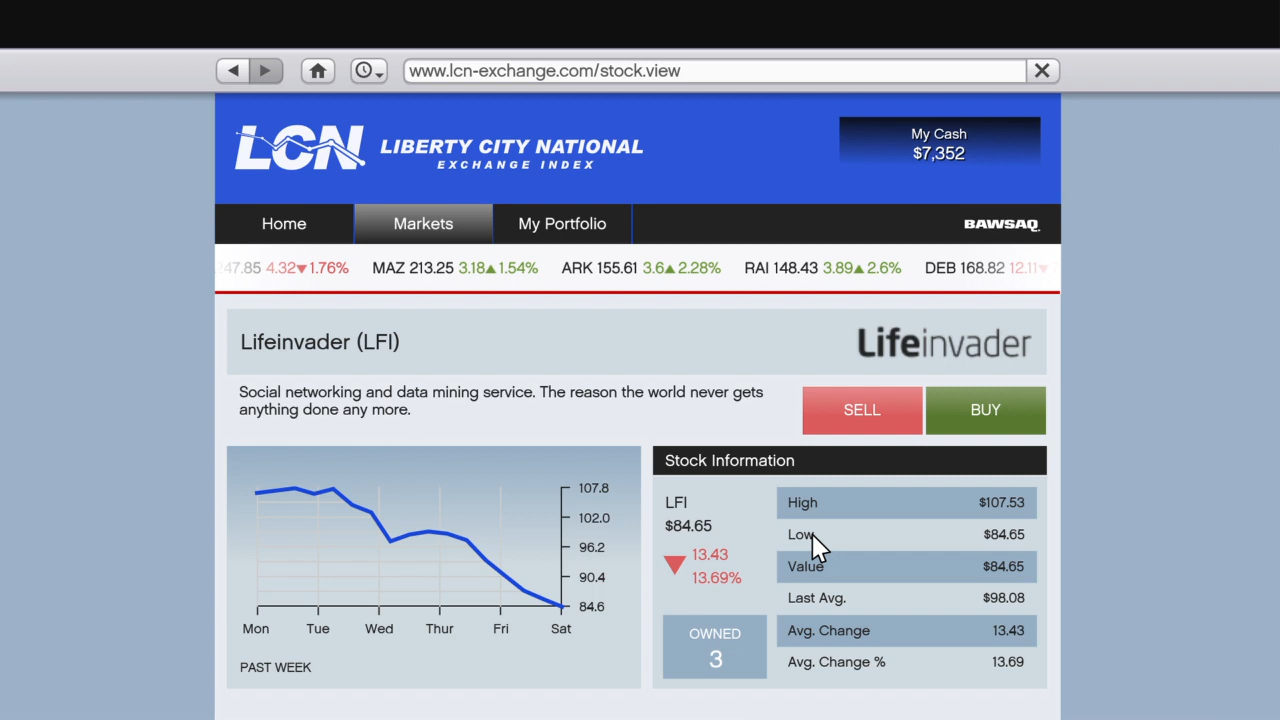 www.lcn-exchange.com/stock.view
LCN
LIBERTY CITY NATIONAL
EXCHANGE INDEX
My Cash
$7,352
Home
Markets
My Portfolio
BAWSAQ
47.85 4.32▼1.76% MAZ 213.25 3.18▲1.54% ARK 155.61 3.6▲2.28% RAI 148.43 3.89▲2.6% DEB 168.82 12.11▼
Lifeinvader (LFI)
Lifeinvader
Social networking and data mining service. The reason the world never gets
anything done any more.
SELL
BUY
107.8
102.0
96.2
90.4
84.6
Mon Tue Wed Thur Fri Sat
PAST WEEK
Stock Information
LFI
$84.65
13.43
13.69%
OWNED
3
High $107.53
Low $84.65
Value $84.65
Last Avg. $98.08
Avg. Change 13.43
Avg. Change % 13.69